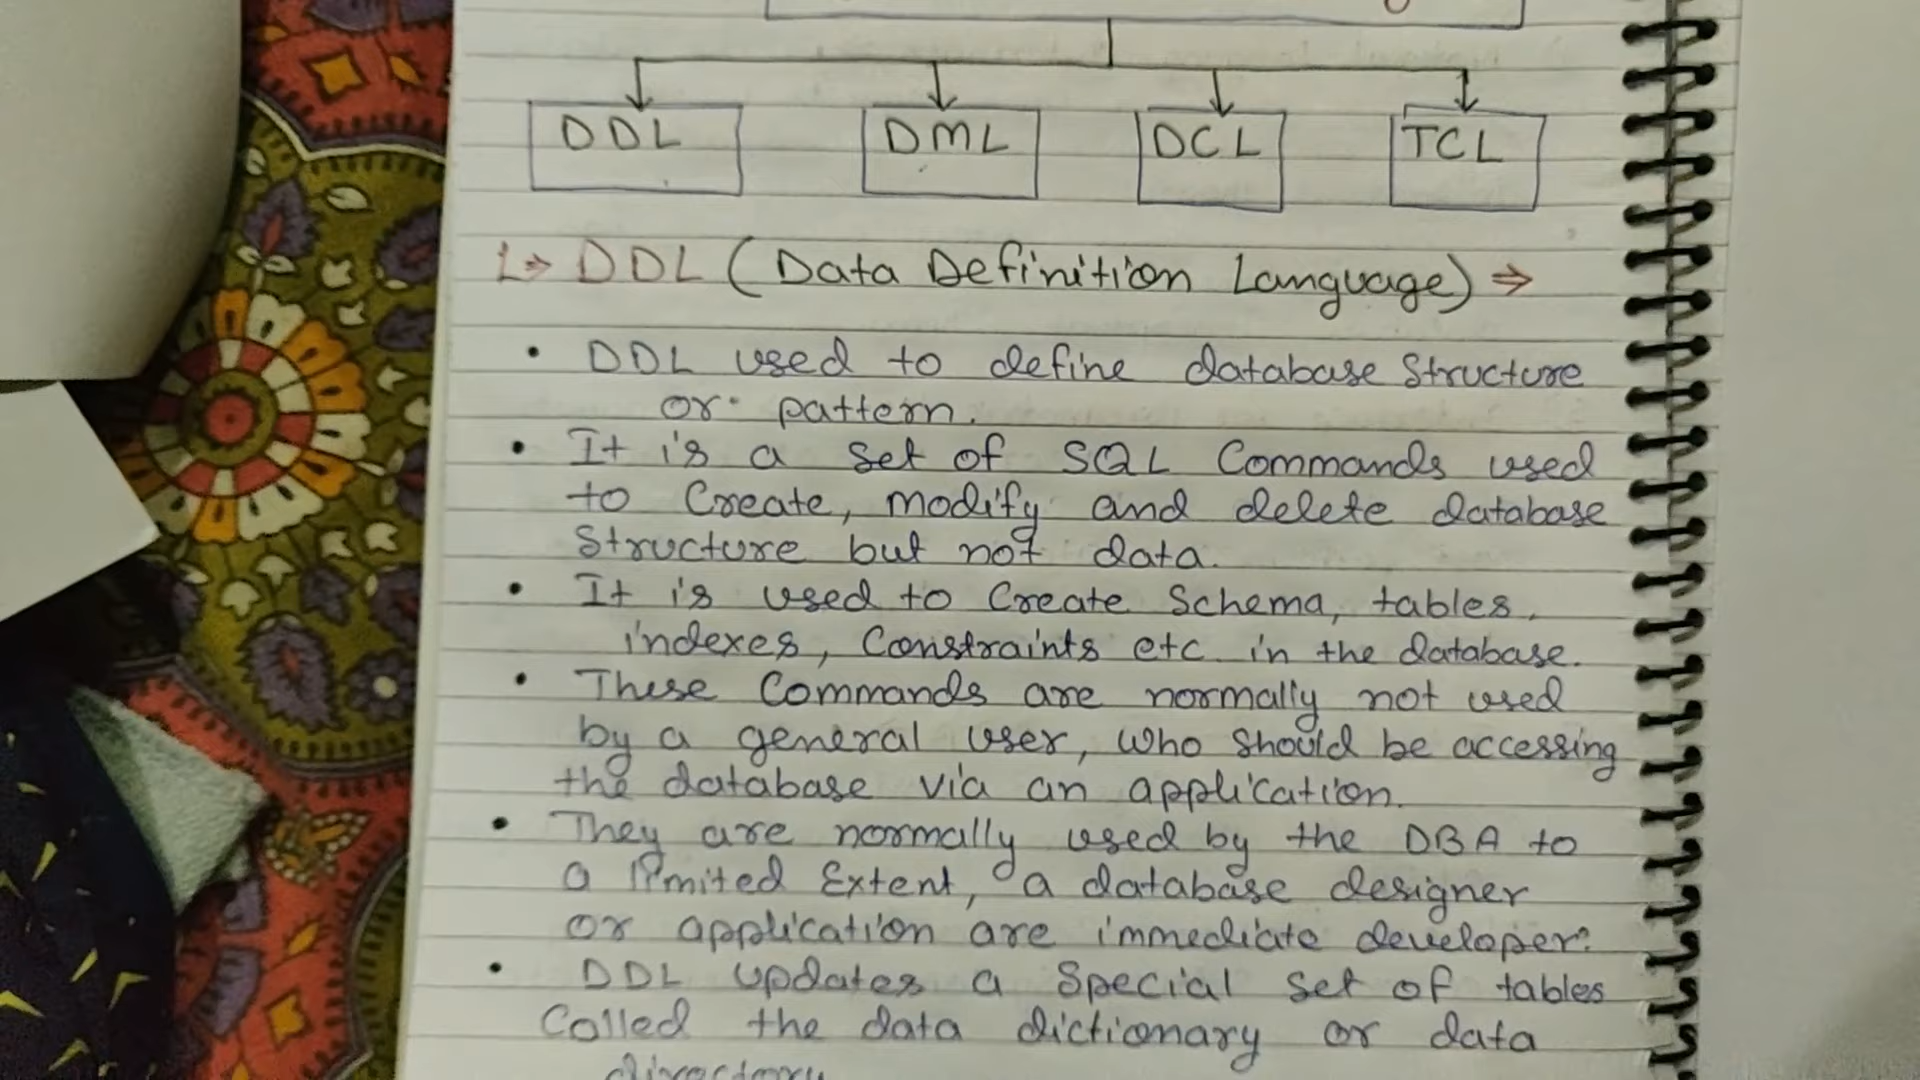 DDL DML DCL TCL
1→ DDL (Data Definition Language) ⇒
• DDL used to define database Structure
or pattern.
• It is a set of SQL Commands used
to Create, modify and delete database
Structure but not data.
• It is used to Create Schema, tables,
indexes, Constraints etc. in the database.
• These Commands are normally not used
by a general user, who should be accessing
the database via an application.
• They are normally used by the DBA to
a limited Extent, a database designer
or application are immediate developer.
• DDL updates a special set of tables
Called the data dictionary or data
directory